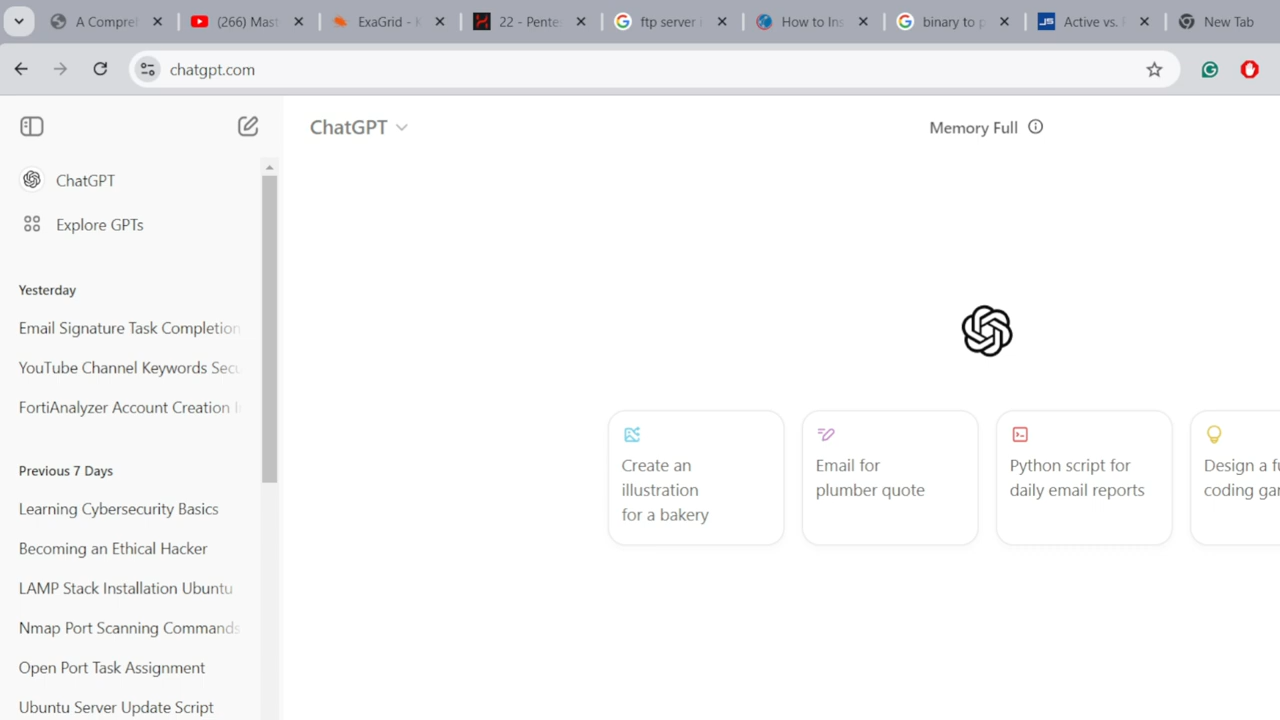 A Compre
(266) Mast
ExaGrid -
22 - Pente
ftp server
How to Ins
binary to p
Active vs.
New Tab
chatgpt.com
ChatGPT
Memory Full
ChatGPT
Explore GPTs
Yesterday
Email Signature Task Completion
YouTube Channel Keywords Secu
FortiAnalyzer Account Creation
Previous 7 Days
Learning Cybersecurity Basics
Becoming an Ethical Hacker
LAMP Stack Installation Ubuntu
Nmap Port Scanning Commands
Open Port Task Assignment
Ubuntu Server Update Script
Create an
illustration
for a bakery
Email for
plumber quote
Python script for
daily email reports
Design a fu
coding gam